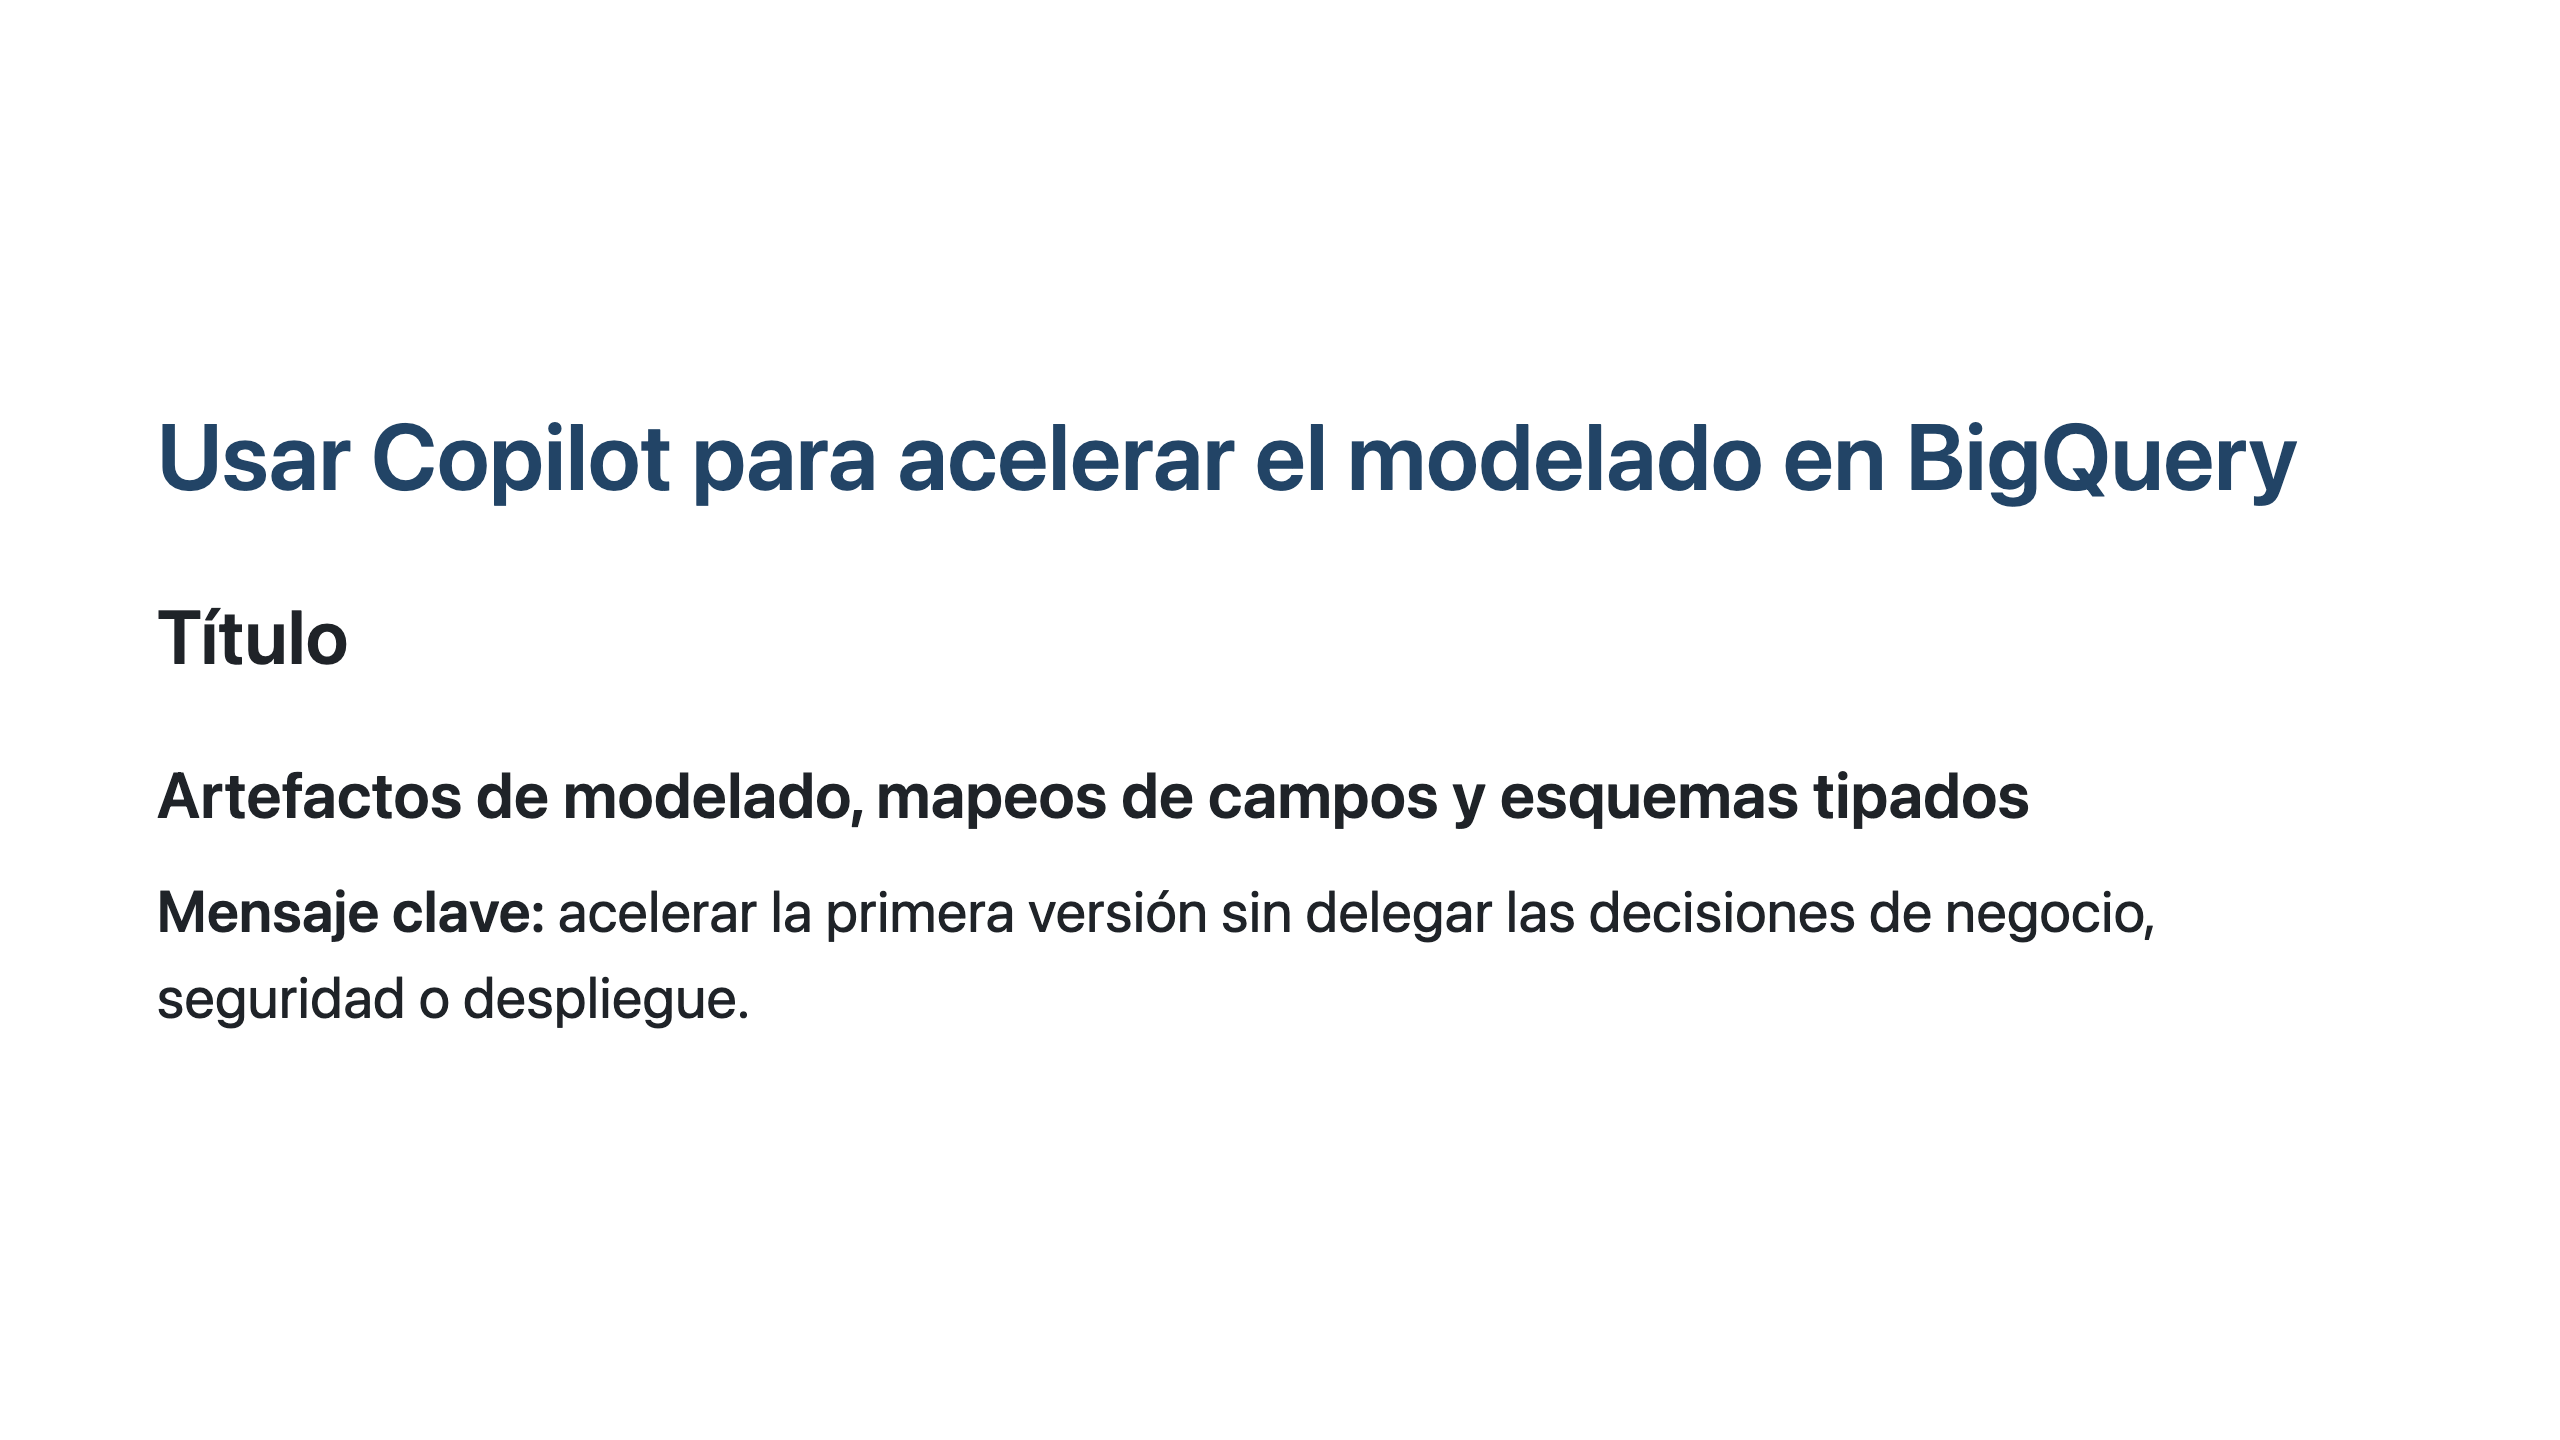 Usar Copilot para acelerar el modelado en BigQuery
Título
Artefactos de modelado, mapeos de campos y esquemas tipados
Mensaje clave: acelerar la primera versión sin delegar las decisiones de negocio,
seguridad o despliegue.